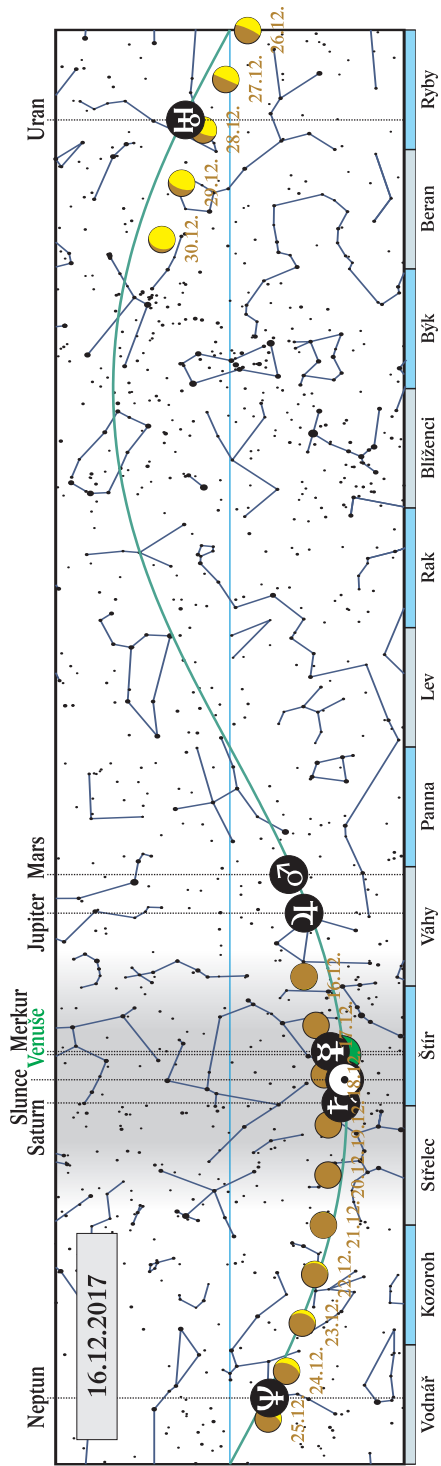 Neptun
Saturn
Slunce
Venuše
Merkur
Jupiter
Mars
Uran
16.12.2017
25.12.
24.12.
23.12.
22.12.
21.12.
20.12.
19.12.
18.12.
17.12.
16.12.
30.12.
29.12.
28.12.
27.12.
26.12.
Vodnář
Kozoroh
Střelec
Štír
Váhy
Panna
Lev
Rak
Blíženci
Býk
Beran
Ryby